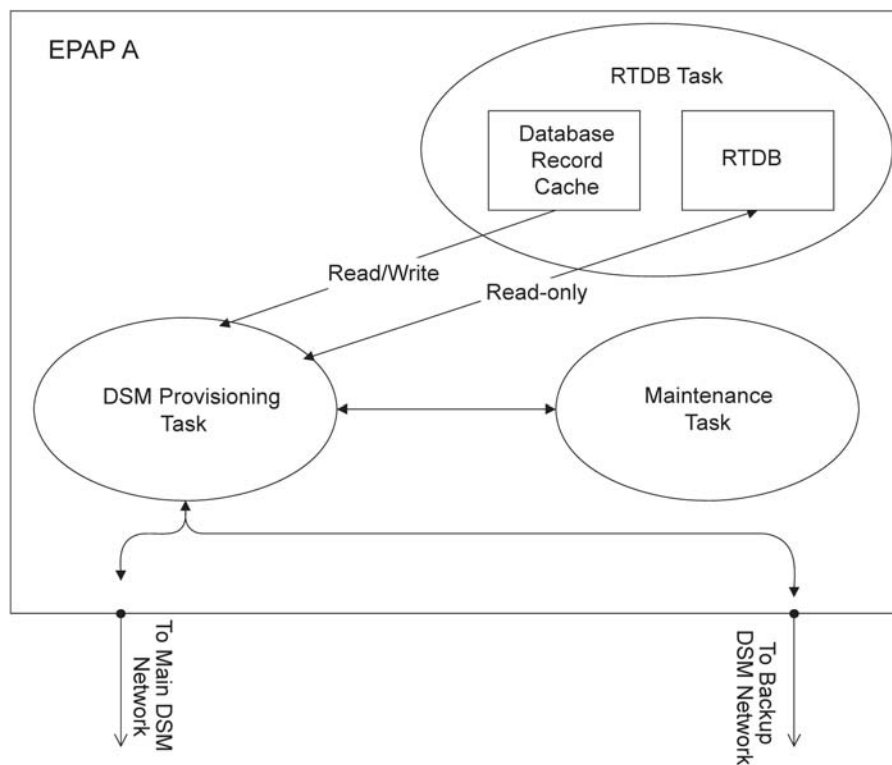 EPAP A
RTDB Task
Database
Record
Cache
RTDB
Read/Write
Read-only
DSM Provisioning
Task
Maintenance
Task
To Main DSM
Network
To Backup
DSM Network